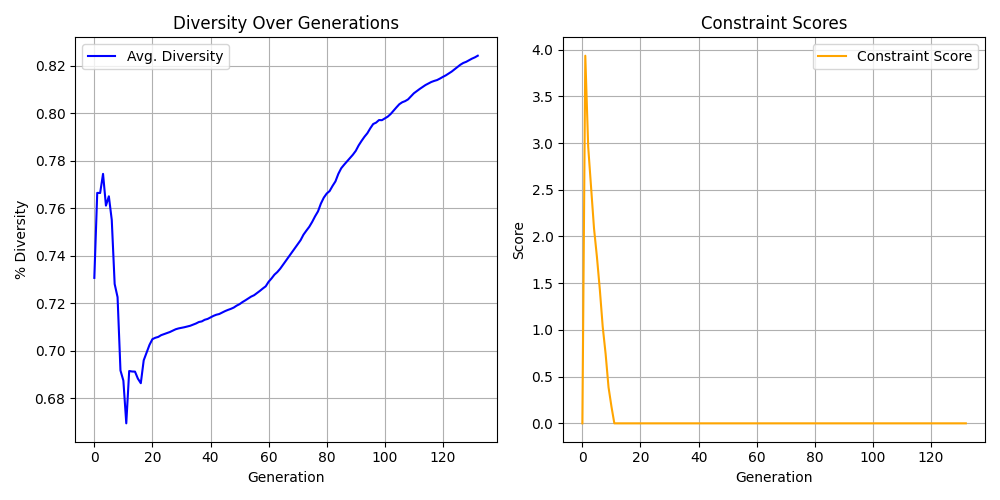 Diversity Over Generations
Avg. Diversity
% Diversity
0.82
0.80
0.78
0.76
0.74
0.72
0.70
0.68
0 20 40 60 80 100 120
Generation
Constraint Scores
Constraint Score
Score
4.0
3.5
3.0
2.5
2.0
1.5
1.0
0.5
0.0
0 20 40 60 80 100 120
Generation